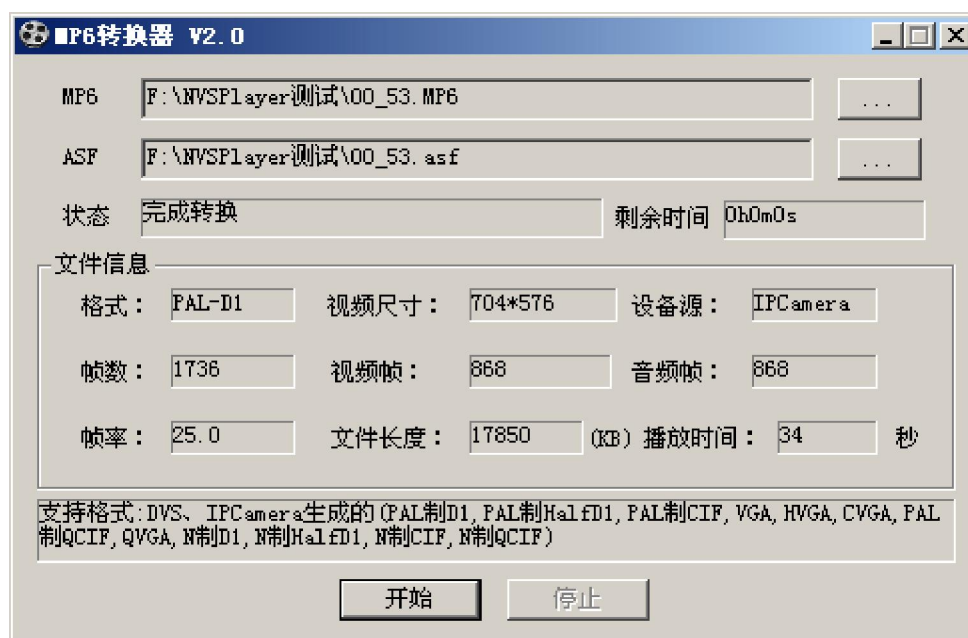 MP6转换器 V2.0
MP6 F:\NVSPlayer测试\00_53.MP6 ...
ASF F:\NVSPlayer测试\00_53.asf ...
状态 完成转换 剩余时间 0h0m0s
文件信息
格式： PAL-D1 视频尺寸： 704*576 设备源： IPCamera
帧数： 1736 视频帧： 868 音频帧： 868
帧率： 25.0 文件长度： 17850 (KB) 播放时间： 34 秒
支持格式:DVS、IPCamera生成的(PAL制D1,PAL制HalfD1,PAL制CIF,VGA,HVGA,CVGA,PAL
制QCIF,QVGA,N制D1,N制HalfD1,N制CIF,N制QCIF)
开始 停止